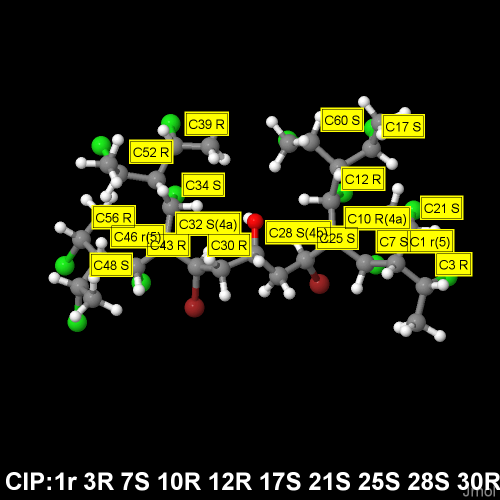 C39 R
C60 S
C17 S
C52 R
C34 S
C12 R
C56 R
C32 S(4a)
C10 R(4a)
C21 S
C46 r(5)
C43 R
C30 R
C28 S(4b)
C25 S
C7 S
C1 r(5)
C48 S
C3 R
CIP:1r 3R 7S 10R 12R 17S 21S 25S 28S 30R
Jmol